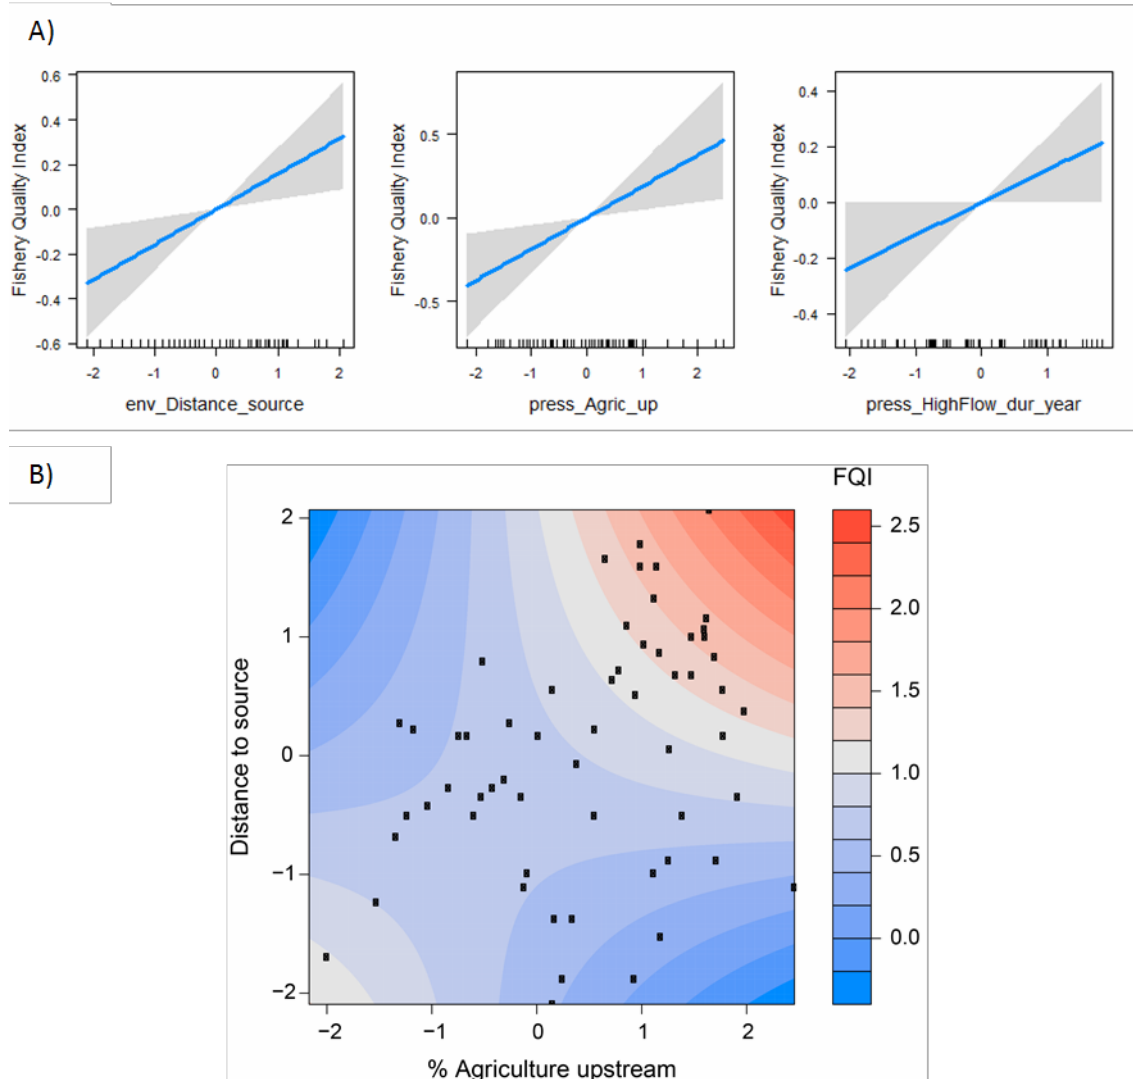 A)
0.6
0.4
0.2
0.0
-0.2
-0.4
-0.6
Fishery Quality Index
-2 -1 0 1 2
env_Distance_source
0.5
0.0
-0.5
Fishery Quality Index
-2 -1 0 1 2
press_Agric_up
0.4
0.2
0.0
-0.2
-0.4
Fishery Quality Index
-2 -1 0 1
press_HighFlow_dur_year
B)
FQI
2
1
0
−1
−2
Distance to source
−2 −1 0 1 2
% Agriculture upstream
2.5
2.0
1.5
1.0
0.5
0.0